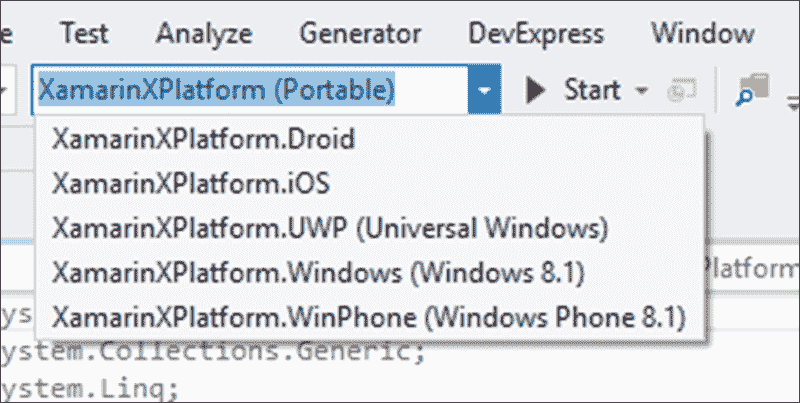 e Test Analyze Generator DevExpress Window
XamarinXPlatform (Portable) Start
XamarinXPlatform.Droid
XamarinXPlatform.iOS
XamarinXPlatform.UWP (Universal Windows)
XamarinXPlatform.Windows (Windows 8.1)
latform
XamarinXPlatform.WinPhone (Windows Phone 8.1)
ys
ystem.Collections.Generic;
ystem.Linq;